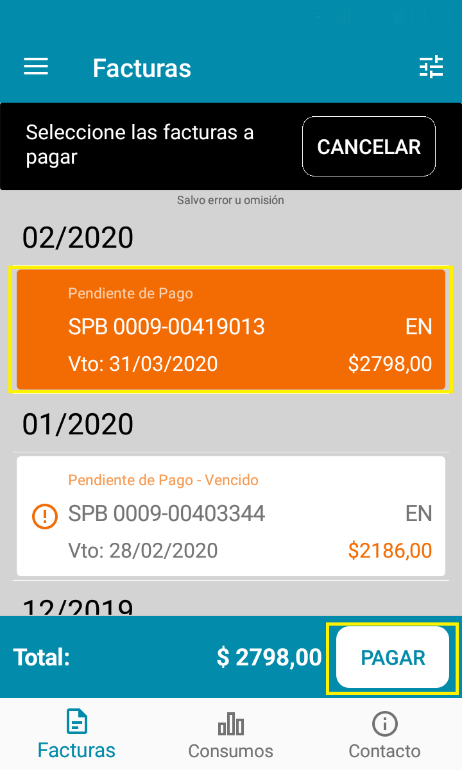 Facturas
Seleccione las facturas a
pagar
CANCELAR
Salvo error u omisión
02/2020
Pendiente de Pago
SPB 0009-00419013 EN
Vto: 31/03/2020 $2798,00
01/2020
Pendiente de Pago - Vencido
SPB 0009-00403344 EN
Vto: 28/02/2020 $2186,00
12/2019
Total: $ 2798,00 PAGAR
Facturas Consumos Contacto